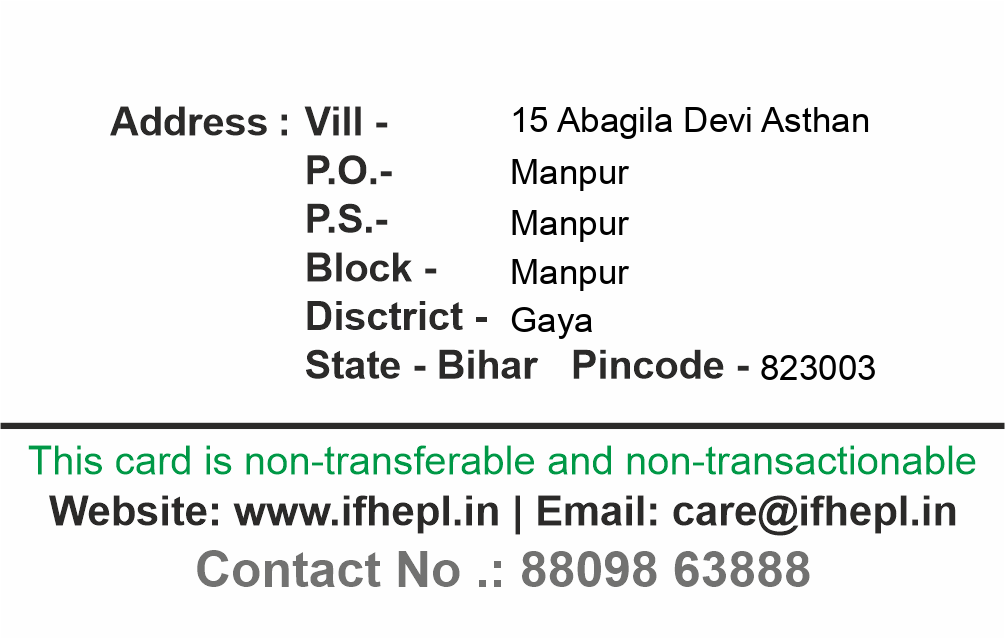 Address : Vill - 15 Abagila Devi Asthan
P.O.- Manpur
P.S.- Manpur
Block - Manpur
Disctrict - Gaya
State - Bihar Pincode - 823003
This card is non-transferable and non-transactionable
Website: www.ifhepl.in | Email: care@ifhepl.in
Contact No .: 88098 63888